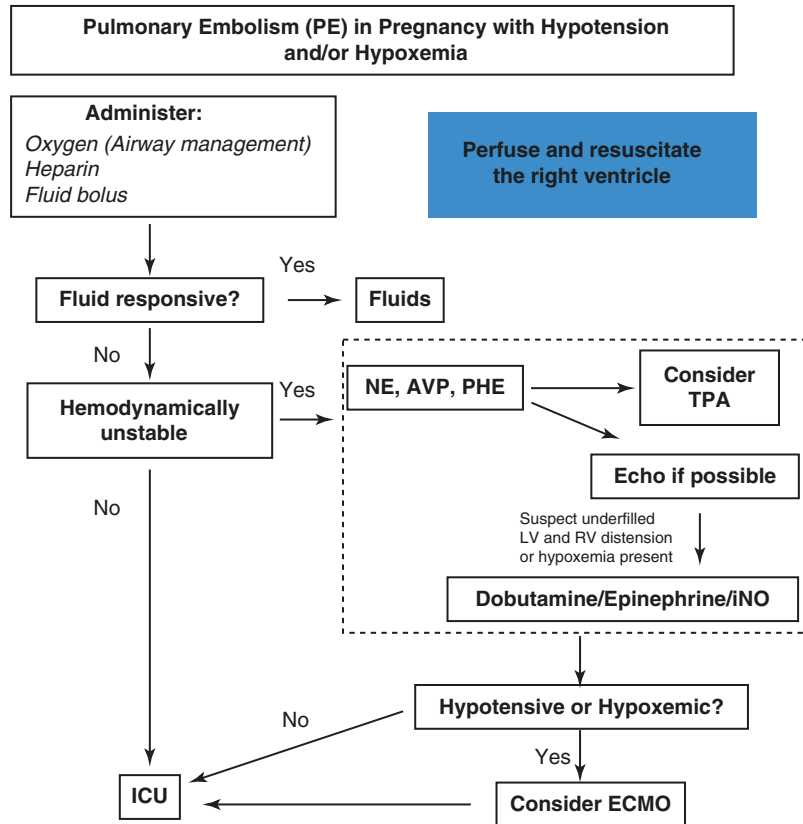 Pulmonary Embolism (PE) in Pregnancy with Hypotension
and/or Hypoxemia
Administer:
Oxygen (Airway management)
Heparin
Fluid bolus
Perfuse and resuscitate
the right ventricle
Fluid responsive?
Yes
Fluids
No
Hemodynamically
unstable
Yes
NE, AVP, PHE
Consider
TPA
Echo if possible
Suspect underfilled
LV and RV distension
or hypoxemia present
Dobutamine/Epinephrine/iNO
No
Hypotensive or Hypoxemic?
No
Yes
ICU
Consider ECMO